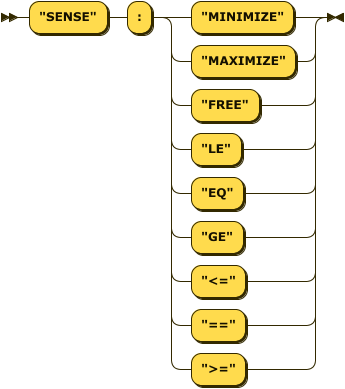 "SENSE" : "MINIMIZE"
"MAXIMIZE"
"FREE"
"LE"
"EQ"
"GE"
"<="
"=="
">="